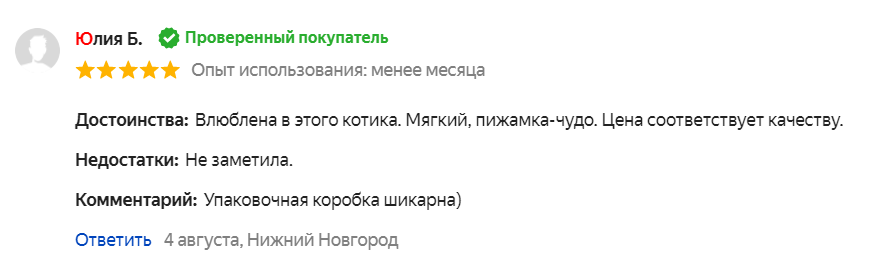 Юлия Б. Проверенный покупатель
Опыт использования: менее месяца
Достоинства: Влюблена в этого котика. Мягкий, пижамка-чудо. Цена соответствует качеству.
Недостатки: Не заметила.
Комментарий: Упаковочная коробка шикарна)
Ответить 4 августа, Нижний Новгород